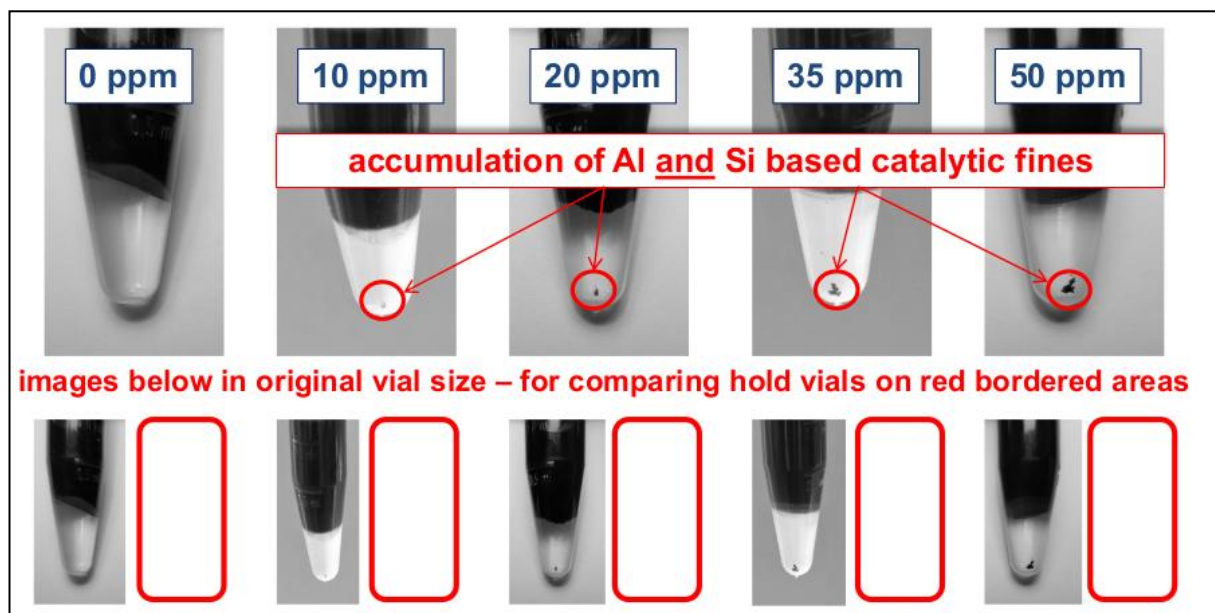 0 ppm
10 ppm
20 ppm
35 ppm
50 ppm
accumulation of Al and Si based catalytic fines
images below in original vial size – for comparing hold vials on red bordered areas